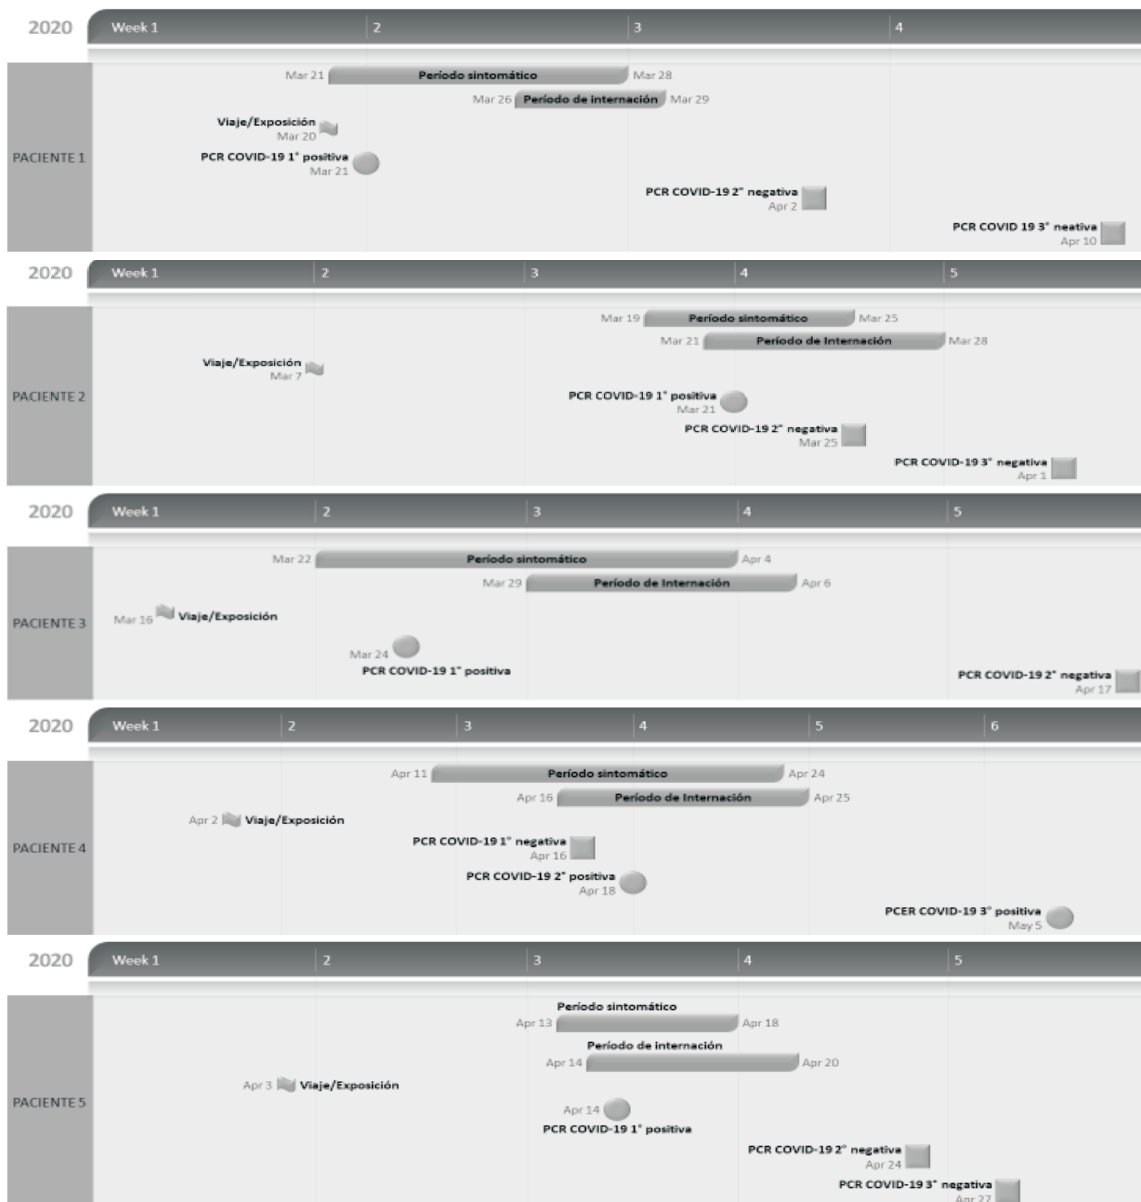 2020 Week 1 2 3 4
Mar 21 Período sintomático Mar 28
Mar 26 Período de internación Mar 29
Viaje/Exposición
Mar 20
PACIENTE 1
PCR COVID-19 1° positiva
Mar 21
PCR COVID-19 2° negativa
Apr 2
PCR COVID 19 3° neativa
Apr 10
2020 Week 1 2 3 4 5
Mar 19 Período sintomático Mar 25
Mar 21 Período de Internación Mar 28
Viaje/Exposición
Mar 7
PACIENTE 2
PCR COVID-19 1° positiva
Mar 21
PCR COVID-19 2° negativa
Mar 25
PCR COVID-19 3° negativa
Apr 1
2020 Week 1 2 3 4 5
Mar 22 Período sintomático Apr 4
Mar 29 Período de Internación Apr 6
Mar 16 Viaje/Exposición
PACIENTE 3
Mar 24
PCR COVID-19 1° positiva
PCR COVID-19 2° negativa
Apr 17
2020 Week 1 2 3 4 5 6
Apr 11 Período sintomático Apr 24
Apr 16 Período de Internación Apr 25
Apr 2 Viaje/Exposición
PACIENTE 4
PCR COVID-19 1° negativa
Apr 16
PCR COVID-19 2° positiva
Apr 18
PCER COVID-19 3° positiva
May 5
2020 Week 1 2 3 4 5
Período sintomático
Apr 13 Apr 18
Período de internación
Apr 14 Apr 20
Apr 3 Viaje/Exposición
PACIENTE 5
Apr 14
PCR COVID-19 1° positiva
PCR COVID-19 2° negativa
Apr 24
PCR COVID-19 3° negativa
Apr 27